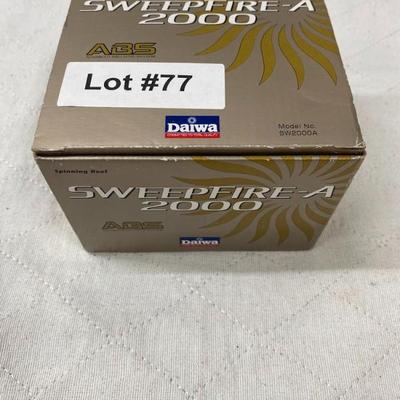 SWEEPFIRE-A
2000
ABS
Lot #77
Daiwa
Model No.
SW2000A
Spinning Reel
SWEEPFIRE-A
2000
ABS
Daiwa